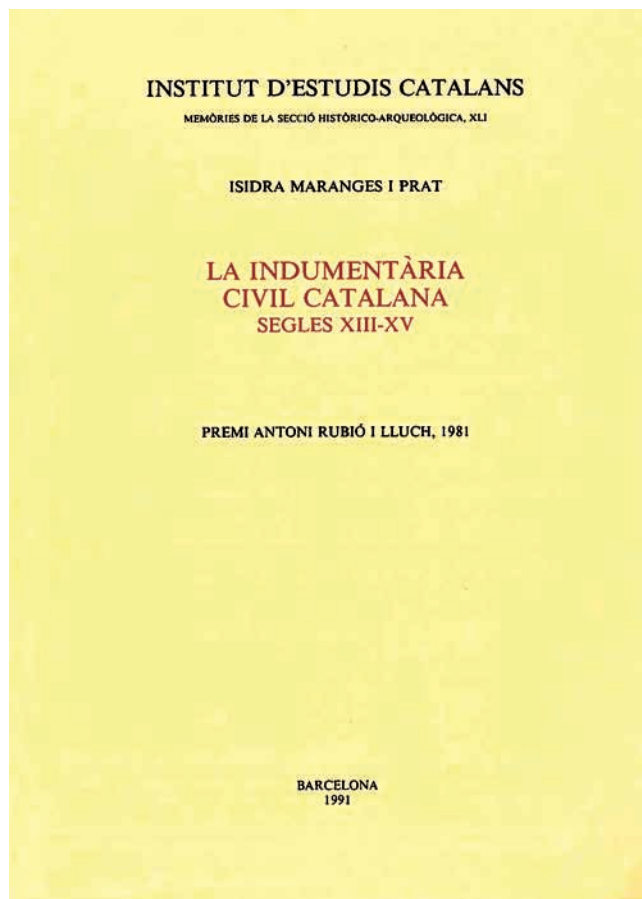 INSTITUT D'ESTUDIS CATALANS
MEMÒRIES DE LA SECCIÓ HISTÒRICO-ARQUEOLÒGICA, XLI
ISIDRA MARANGES I PRAT
LA INDUMENTÀRIA
CIVIL CATALANA
SEGLES XIII-XV
PREMI ANTONI RUBIÓ I LLUCH, 1981
BARCELONA
1991